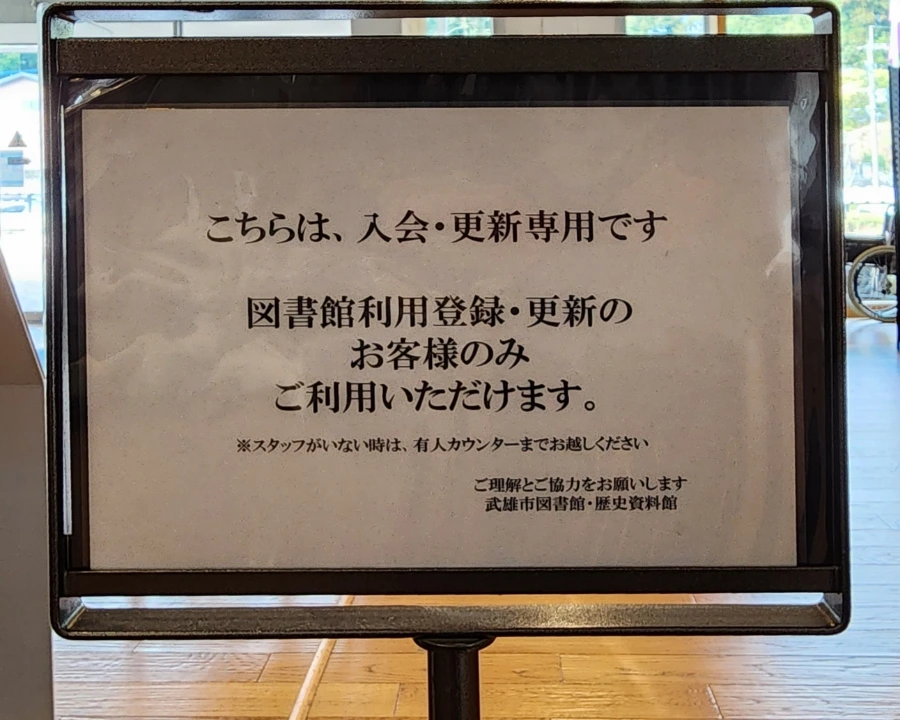 こちらは、入会・更新専用です
図書館利用登録・更新の
お客様のみ
ご利用いただけます。
※スタッフがいない時は、有人カウンターまでお越しください
ご理解とご協力をお願いします
武雄市図書館・歴史資料館